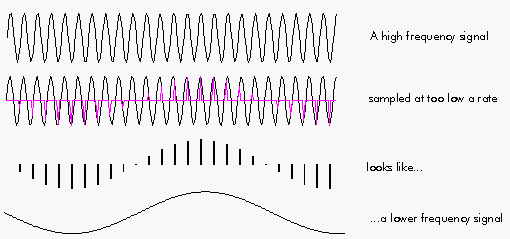 A high frequency signal
sampled at too low a rate
looks like...
...a lower frequency signal